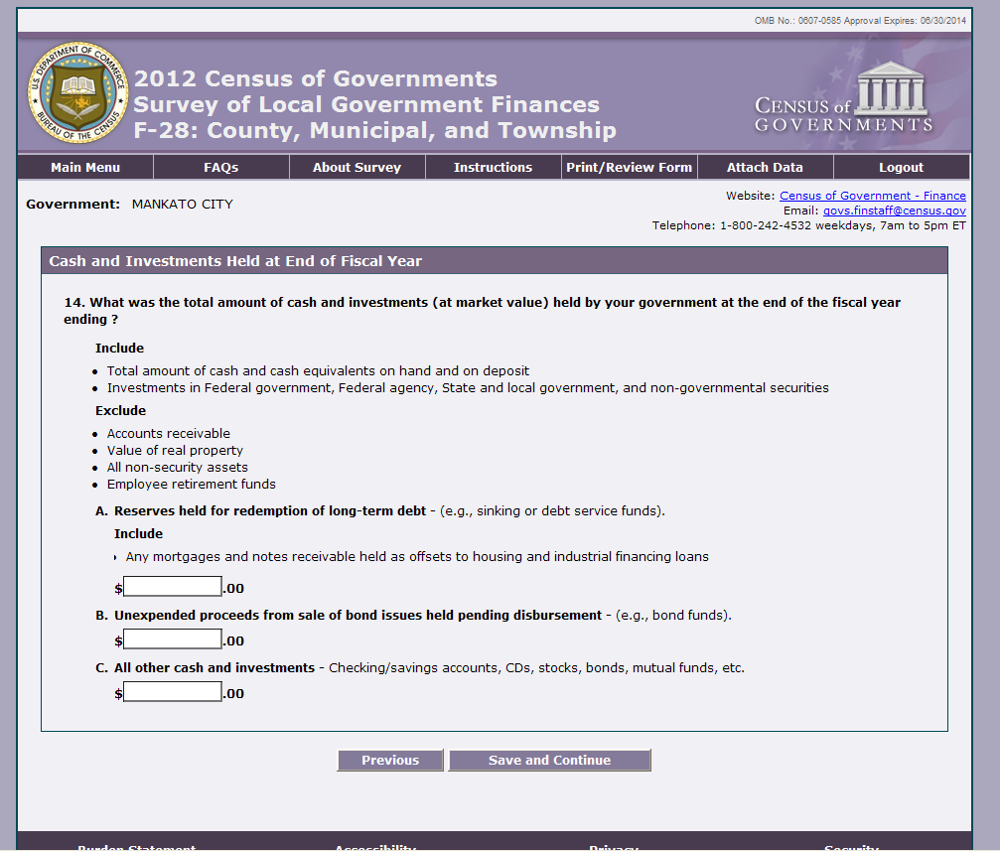 OMB No.: 0607-0585 Approval Expires: 06/30/2014
U.S. DEPARTMENT OF COMMERCE
BUREAU OF THE CENSUS
2012 Census of Governments
Survey of Local Government Finances
F-28: County, Municipal, and Township
CENSUS of
GOVERNMENTS
Main Menu FAQs About Survey Instructions Print/Review Form Attach Data Logout
Government: MANKATO CITY
Website: Census of Government - Finance
Email: govs.finstaff@census.gov
Telephone: 1-800-242-4532 weekdays, 7am to 5pm ET
Cash and Investments Held at End of Fiscal Year
14. What was the total amount of cash and investments (at market value) held by your government at the end of the fiscal year
ending ?
Include
• Total amount of cash and cash equivalents on hand and on deposit
• Investments in Federal government, Federal agency, State and local government, and non-governmental securities
Exclude
• Accounts receivable
• Value of real property
• All non-security assets
• Employee retirement funds
A. Reserves held for redemption of long-term debt - (e.g., sinking or debt service funds).
Include
Any mortgages and notes receivable held as offsets to housing and industrial financing loans
$ .00
B. Unexpended proceeds from sale of bond issues held pending disbursement - (e.g., bond funds).
$ .00
C. All other cash and investments - Checking/savings accounts, CDs, stocks, bonds, mutual funds, etc.
$ .00
Previous Save and Continue
Burden Statement Accessibility Privacy Security